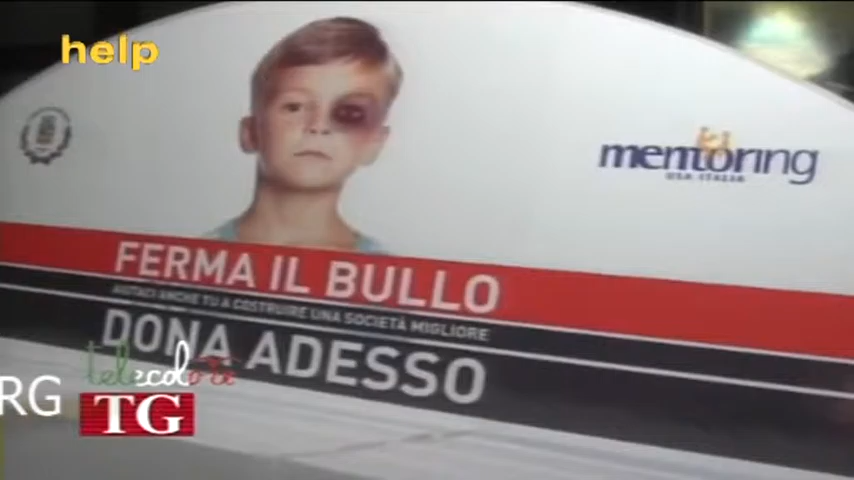 help
mentoring
USA ITALIA
FERMA IL BULLO
AIUTACI ANCHE TU A COSTRUIRE UNA SOCIETÀ MIGLIORE
DONA ADESSO
telecolore
RG
TG